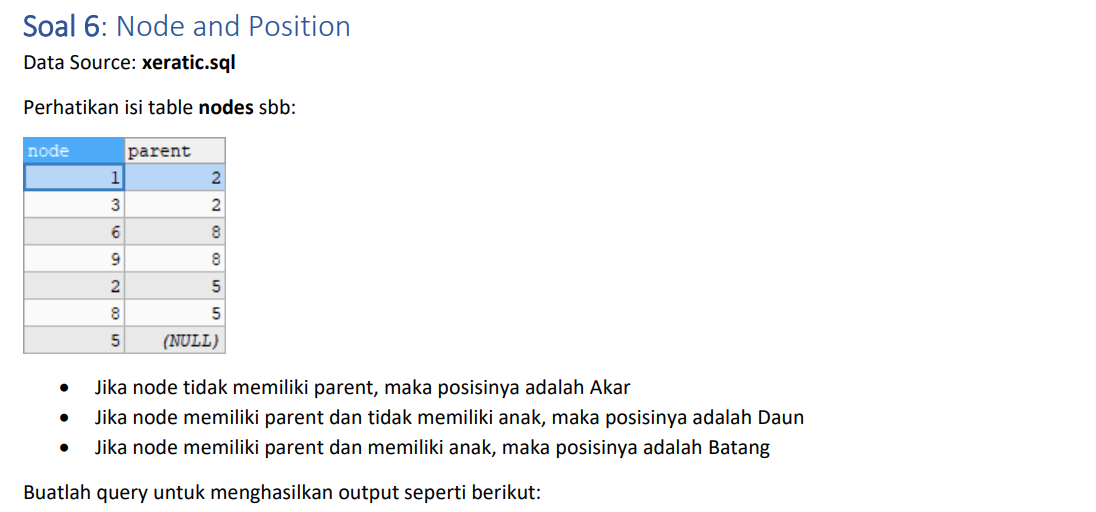 Soal 6: Node and Position
Data Source: xeratic.sql
Perhatikan isi table nodes sbb:
node parent
1 2
3 2
6 8
9 8
2 5
8 5
5 (NULL)
• Jika node tidak memiliki parent, maka posisinya adalah Akar
• Jika node memiliki parent dan tidak memiliki anak, maka posisinya adalah Daun
• Jika node memiliki parent dan memiliki anak, maka posisinya adalah Batang
Buatlah query untuk menghasilkan output seperti berikut: